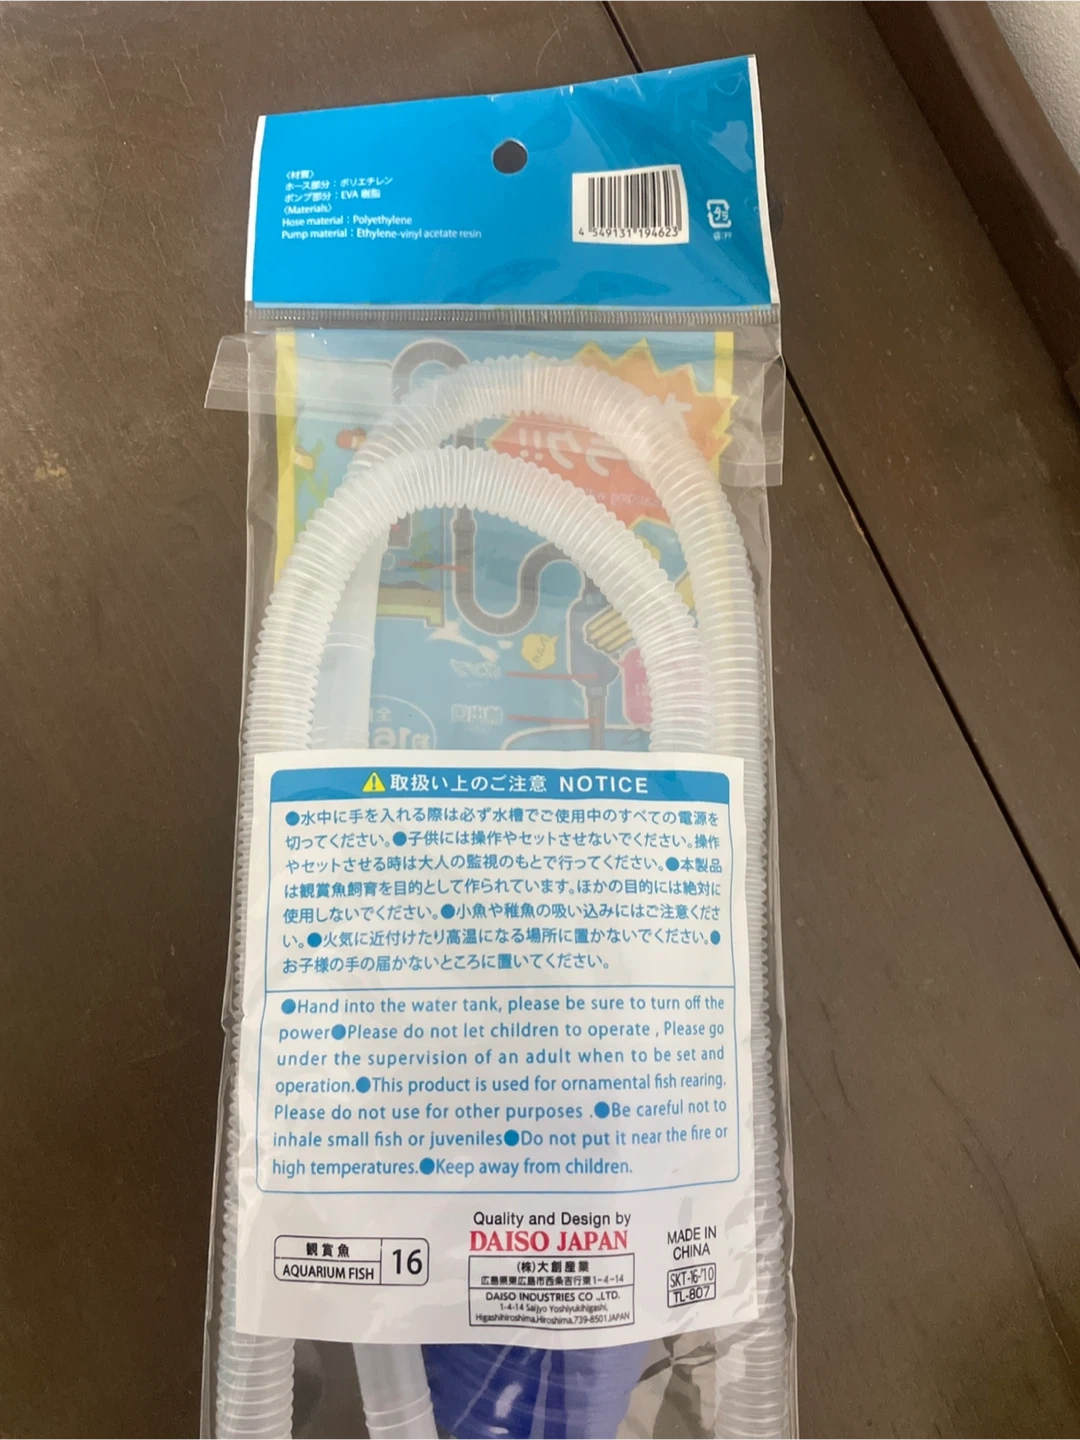 〈材質〉
ホース部分：ポリエチレン
ポンプ部分：EVA 樹脂
〈Materials〉
Hose material：Polyethylene
Pump material：Ethylene-vinyl acetate resin
4 549131 194623
プラ
取扱い上のご注意 NOTICE
●水中に手を入れる際は必ず水槽でご使用中のすべての電源を
切ってください。●子供には操作やセットさせないでください。操作
やセットさせる時は大人の監視のもとで行ってください。●本製品
は観賞魚飼育を目的として作られています。ほかの目的には絶対に
使用しないでください。●小魚や稚魚の吸い込みにはご注意くださ
い。●火気に近付けたり高温になる場所に置かないでください。●
お子様の手の届かないところに置いてください。
●Hand into the water tank, please be sure to turn off the
power●Please do not let children to operate , Please go
under the supervision of an adult when to be set and
operation.●This product is used for ornamental fish rearing.
Please do not use for other purposes .●Be careful not to
inhale small fish or juveniles●Do not put it near the fire or
high temperatures.●Keep away from children.
観賞魚
AQUARIUM FISH
16
Quality and Design by
DAISO JAPAN
(株)大創産業
広島県東広島市西条吉行東1-4-14
DAISO INDUSTRIES CO .,LTD.
1-4-14 Saijyo Yoshiyukihigashi,
Higashihiroshima,Hiroshima,739-8501JAPAN
MADE IN
CHINA
SKT-16-'10
TL-807